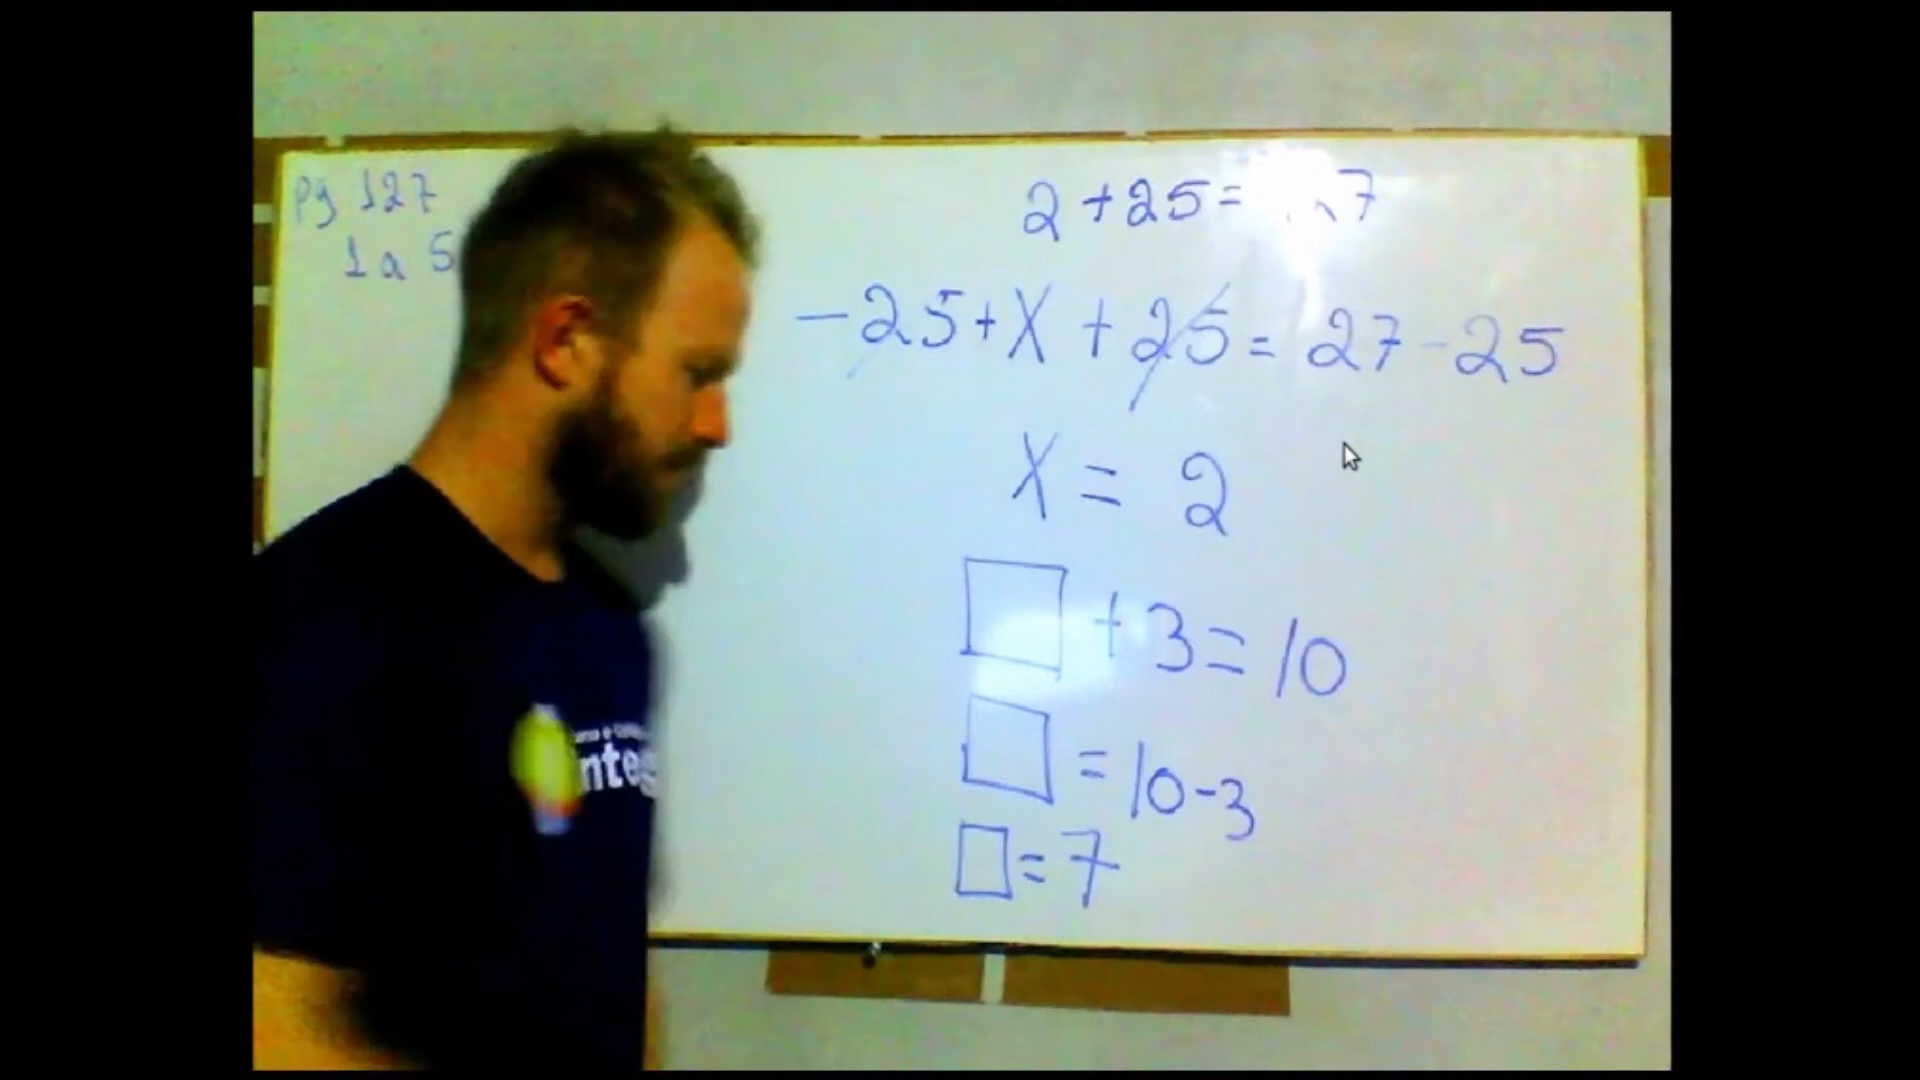 Pg 127
1 a 5
2 + 25 = 27
- 25 + X + 25 = 27 - 25
X = 2
□ + 3 = 10
□ = 10 - 3
□ = 7